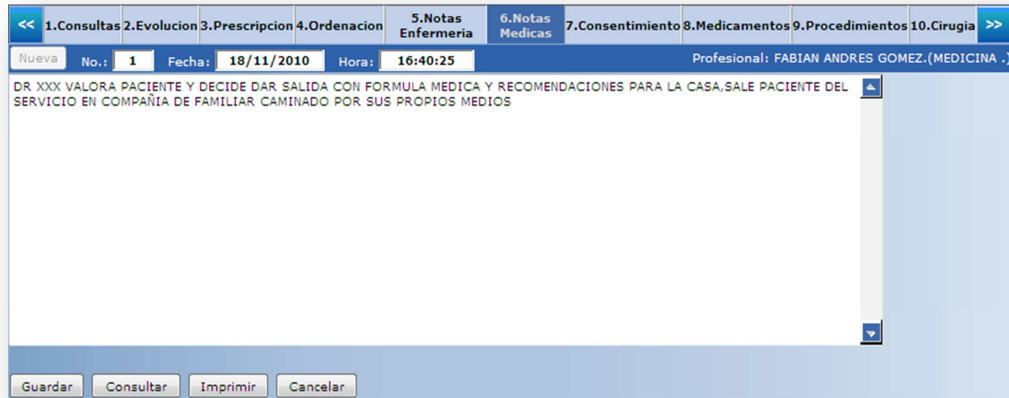 << 1.Consultas 2.Evolucion 3.Prescripcion 4.Ordenacion 5.Notas Enfermeria 6.Notas Medicas 7.Consentimiento 8.Medicamentos 9.Procedimientos 10.Cirugia >>
Nueva No.: 1 Fecha: 18/11/2010 Hora: 16:40:25 Profesional: FABIAN ANDRES GOMEZ.(MEDICINA .)
DR XXX VALORA PACIENTE Y DECIDE DAR SALIDA CON FORMULA MEDICA Y RECOMENDACIONES PARA LA CASA,SALE PACIENTE DEL
SERVICIO EN COMPAÑIA DE FAMILIAR CAMINADO POR SUS PROPIOS MEDIOS
Guardar Consultar Imprimir Cancelar